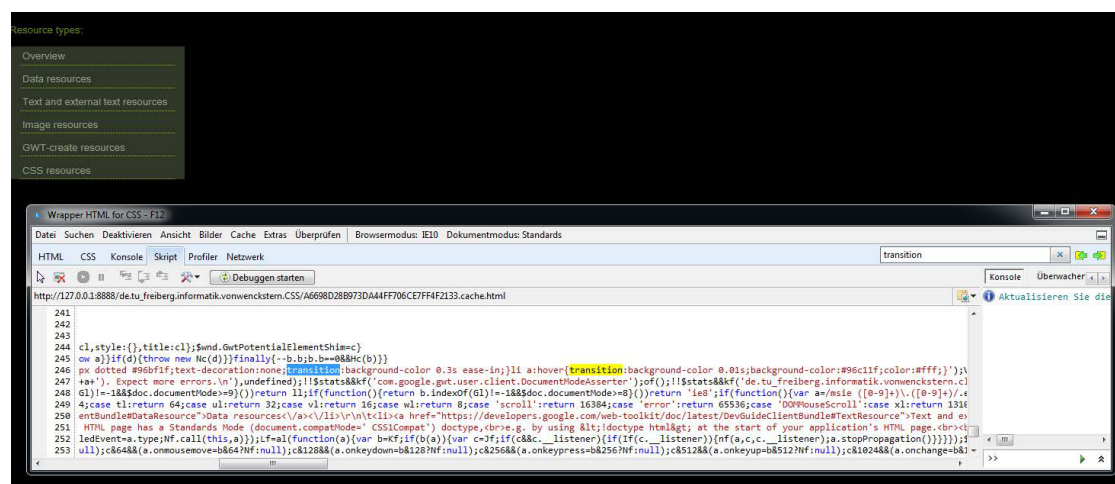 Resource types:
Overview
Data resources
Text and external text resources
Image resources
GWT-create resources
CSS resources
Wrapper HTML for CSS - F12
Datei Suchen Deaktivieren Ansicht Bilder Cache Extras Überprüfen Browsermodus: IE10 Dokumentmodus: Standards
HTML CSS Konsole Skript Profiler Netzwerk transition
Debuggen starten Konsole Überwacher
http://127.0.0.1:8888/de.tu_freiberg.informatik.vonwenckstern.CSS/A6698D28B973DA44FF706CE7FF4F2133.cache.html Aktualisieren Sie die
241
242
243
244 cl,style:{},title:cl};$wnd.GwtPotentialElementShim=c}
245 ow a}}if(d){throw new Nc(d)}}finally{--b.b;b.b==0&&Hc(b)}}
246 px dotted #96bf1f;text-decoration:none;transition:background-color 0.3s ease-in;}li a:hover{transition:background-color 0.01s;background-color:#96c11f;color:#fff;}');
247 +a+'). Expect more errors.\n'),undefined);!!$stats&&kf('com.google.gwt.user.client.DocumentModeAsserter');of();!!$stats&&kf('de.tu_freiberg.informatik.vonwenckstern.cl
248 Gl)!=-1&&$doc.documentMode>=9}())return ll;if(function(){return b.indexOf(Gl)!=-1&&$doc.documentMode>=8}())return 'ie8';if(function(){var a=/msie ([0-9]+)\.([0-9]+)/.e
249 4;case tl:return 64;case ul:return 32;case vl:return 16;case wl:return 8;case 'scroll':return 16384;case 'error':return 65536;case 'DOMMouseScroll':case xl:return 1310
250 entBundle#DataResource">Data resources<\/a><\/li>\r\n\t<li><a href="https://developers.google.com/web-toolkit/doc/latest/DevGuideClientBundle#TextResource">Text and ex
251 HTML page has a Standards Mode (document.compatMode=' CSS1Compat') doctype,<br>e.g. by using &lt;!doctype html&gt; at the start of your application's HTML page.<br><b
252 ledEvent=a.type;Nf.call(this,a)});Lf=al(function(a){var b=Kf;if(b(a)){var c=Jf;if(c&&c.__listener){if(If(c.__listener)){nf(a,c,c.__listener);a.stopPropagation()}}}});
253 ull);c&64&&(a.onmousemove=b&64?Nf:null);c&128&&(a.onkeydown=b&128?Nf:null);c&256&&(a.onkeypress=b&256?Nf:null);c&512&&(a.onkeyup=b&512?Nf:null);c&1024&&(a.onchange=b&1
>>